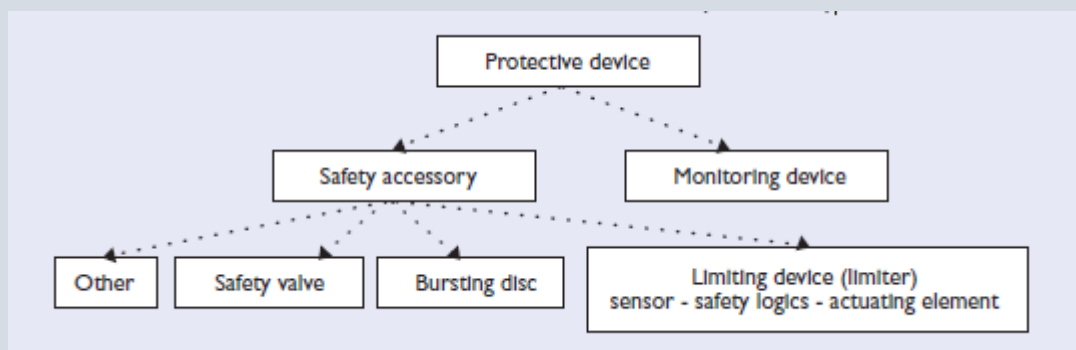 Protective device
Safety accessory
Monitoring device
Other
Safety valve
Bursting disc
Limiting device (limiter)
sensor - safety logics - actuating element